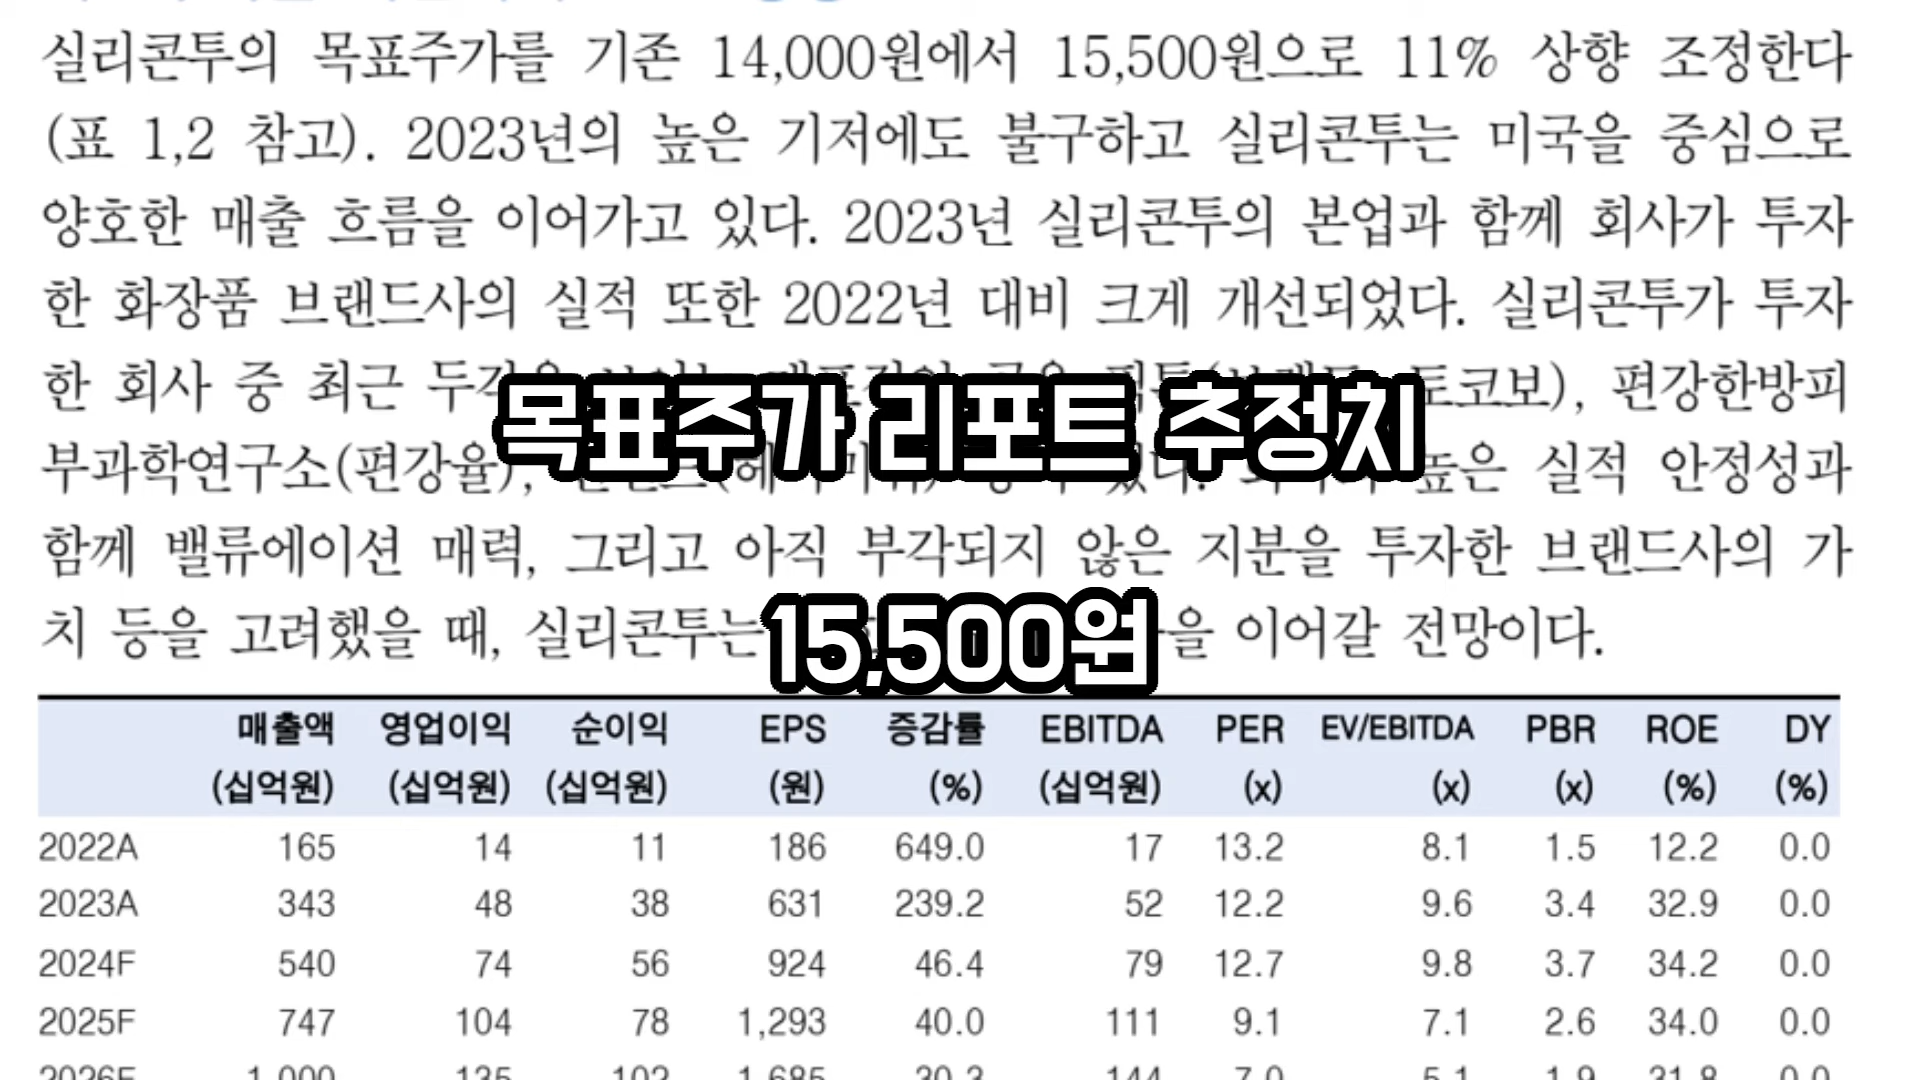 실리콘투의 목표주가를 기존 14,000원에서 15,500원으로 11% 상향 조정한다
(표 1,2 참고). 2023년의 높은 기저에도 불구하고 실리콘투는 미국을 중심으로
양호한 매출 흐름을 이어가고 있다. 2023년 실리콘투의 본업과 함께 회사가 투자
한 화장품 브랜드사의 실적 또한 2022년 대비 크게 개선되었다. 실리콘투가 투자
한 회사 중 최근 토코보), 편강한방피
목표주가 리포트 추정치
부과학연구소(편강율), 높은 실적 안정성과
함께 밸류에이션 매력, 그리고 아직 부각되지 않은 지분을 투자한 브랜드사의 가
치 등을 고려했을 때, 실리콘투는 을 이어갈 전망이다.
15,500원
매출액 영업이익 순이익 EPS 증감률 EBITDA PER EV/EBITDA PBR ROE DY
(십억원) (십억원) (십억원) (원) (%) (십억원) (x) (x) (x) (%) (%)
2022A 165 14 11 186 649.0 17 13.2 8.1 1.5 12.2 0.0
2023A 343 48 38 631 239.2 52 12.2 9.6 3.4 32.9 0.0
2024F 540 74 56 924 46.4 79 12.7 9.8 3.7 34.2 0.0
2025F 747 104 78 1,293 40.0 111 9.1 7.1 2.6 34.0 0.0